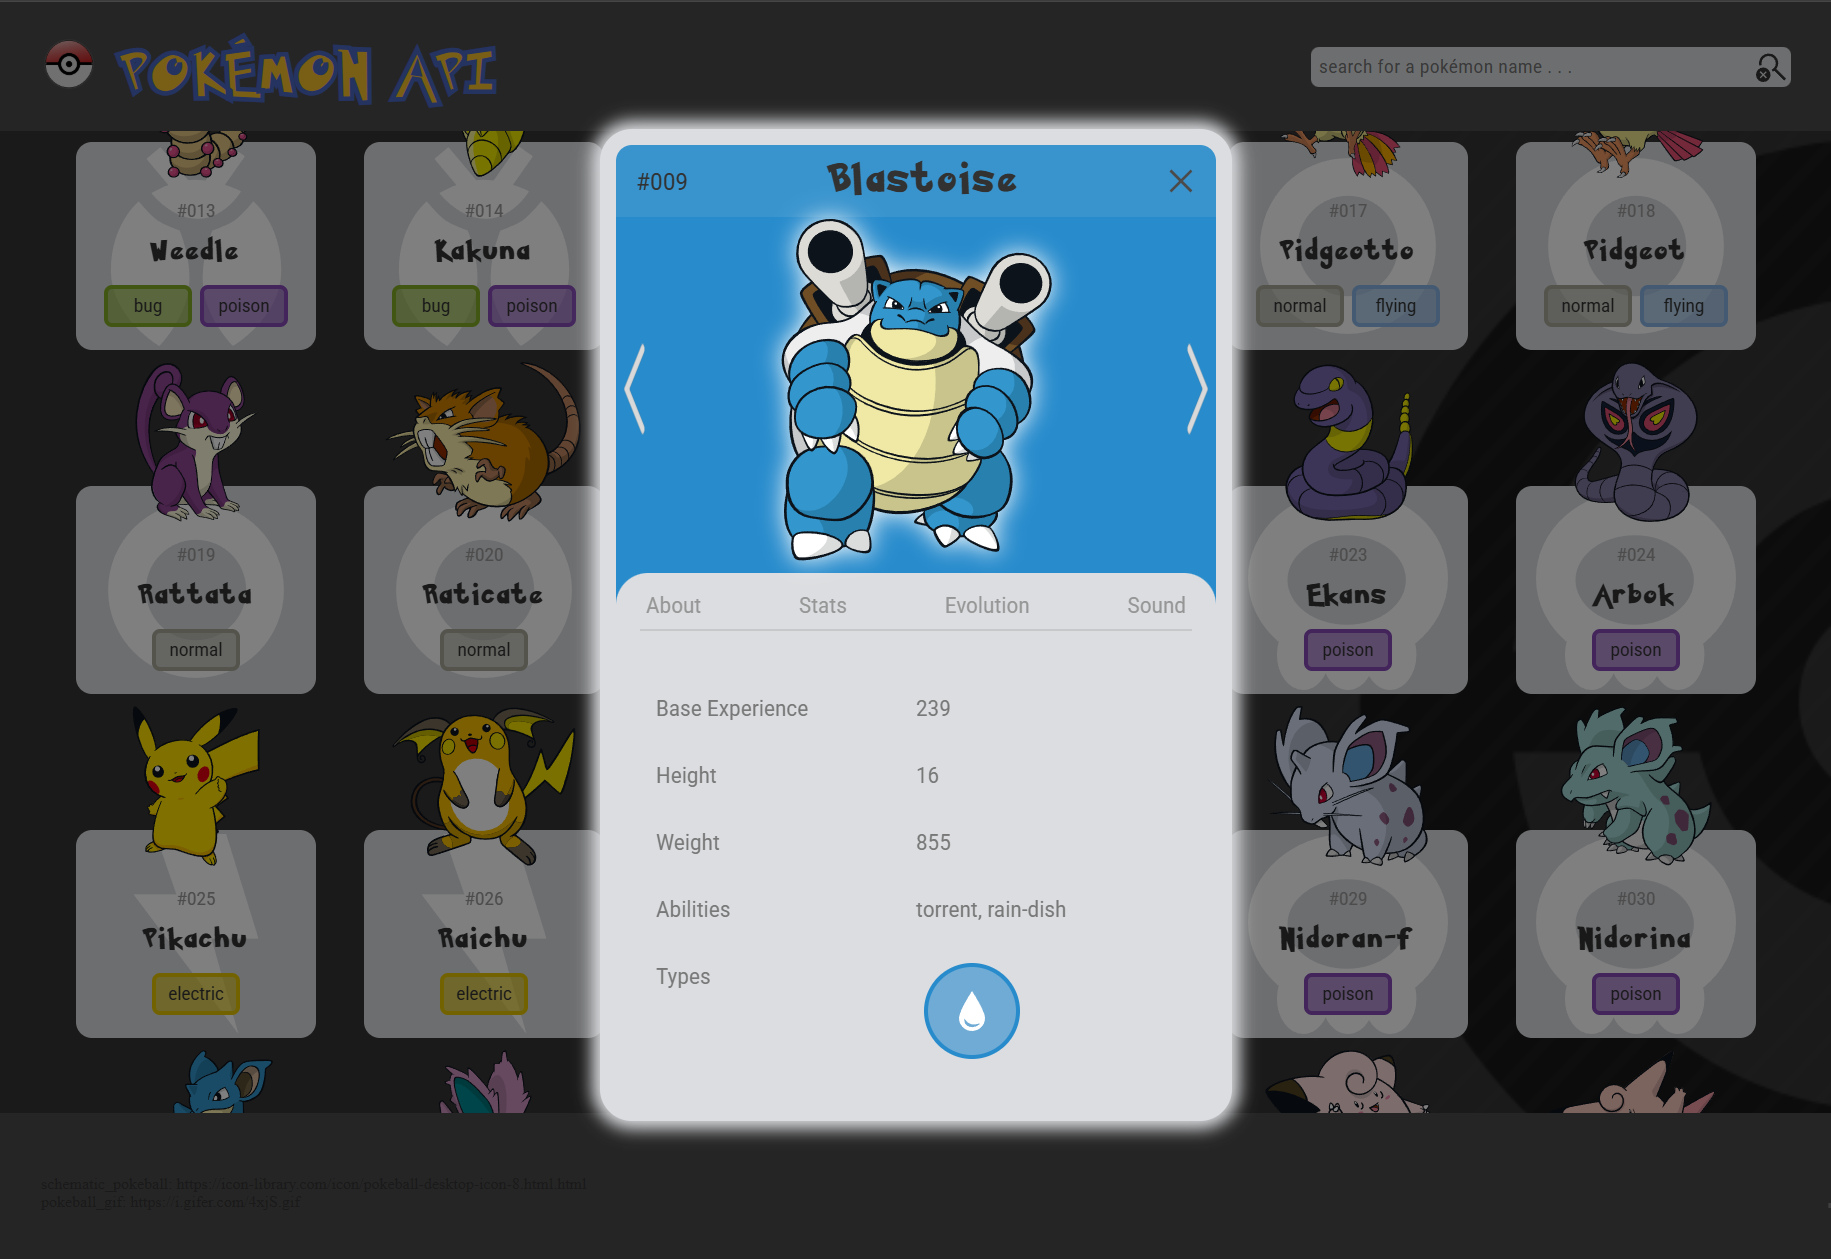 POKÉMON API
search for a pokémon name . . .
#009
Blastoise
#013
Weedle
bug poison
#014
Kakuna
bug poison
#017
Pidgeotto
normal flying
#018
Pidgeot
normal flying
#019
Rattata
normal
#020
Raticate
normal
#023
Ekans
poison
#024
Arbok
poison
About Stats Evolution Sound
Base Experience 239
Height 16
Weight 855
Abilities torrent, rain-dish
Types
#025
Pikachu
electric
#026
Raichu
electric
#029
Nidoran-f
poison
#030
Nidorina
poison
schematic_pokeball: https://icon-library.com/icon/pokeball-desktop-icon-8.html.html
pokeball_gif: https://i.gifer.com/4xjS.gif